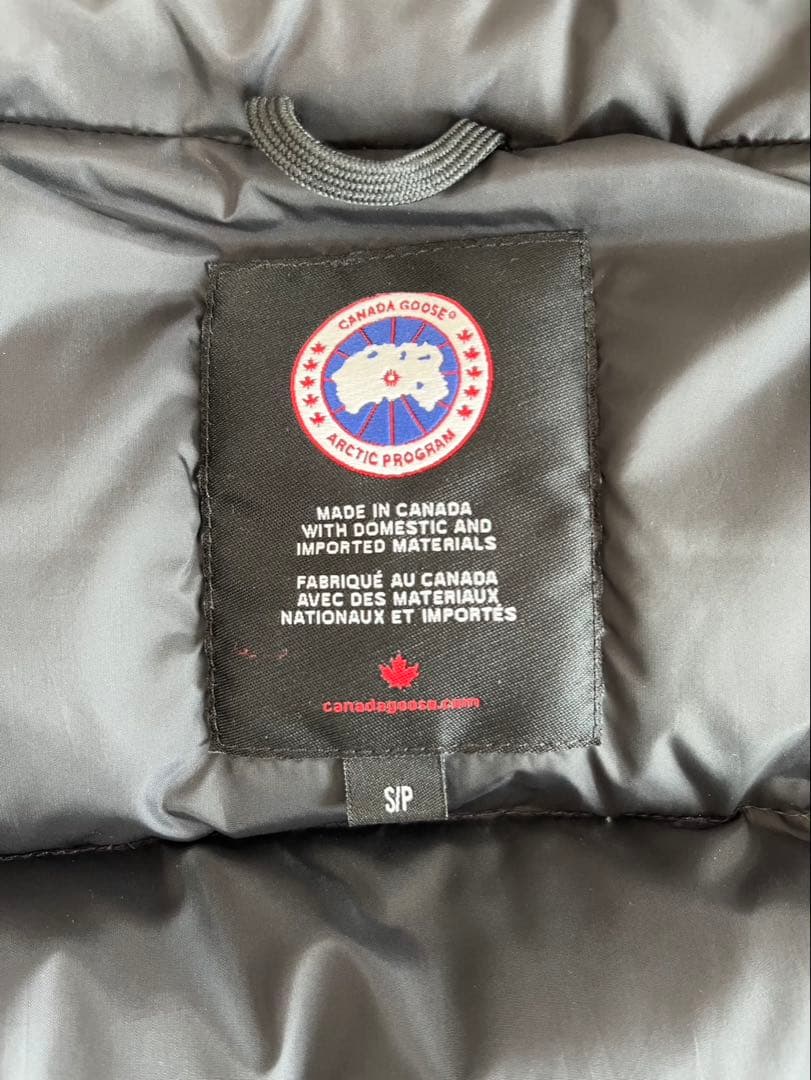 CANADA GOOSE®
ARCTIC PROGRAM
MADE IN CANADA
WITH DOMESTIC AND
IMPORTED MATERIALS
FABRIQUÉ AU CANADA
AVEC DES MATERIAUX
NATIONAUX ET IMPORTÉS
canadagoose.com
S/P